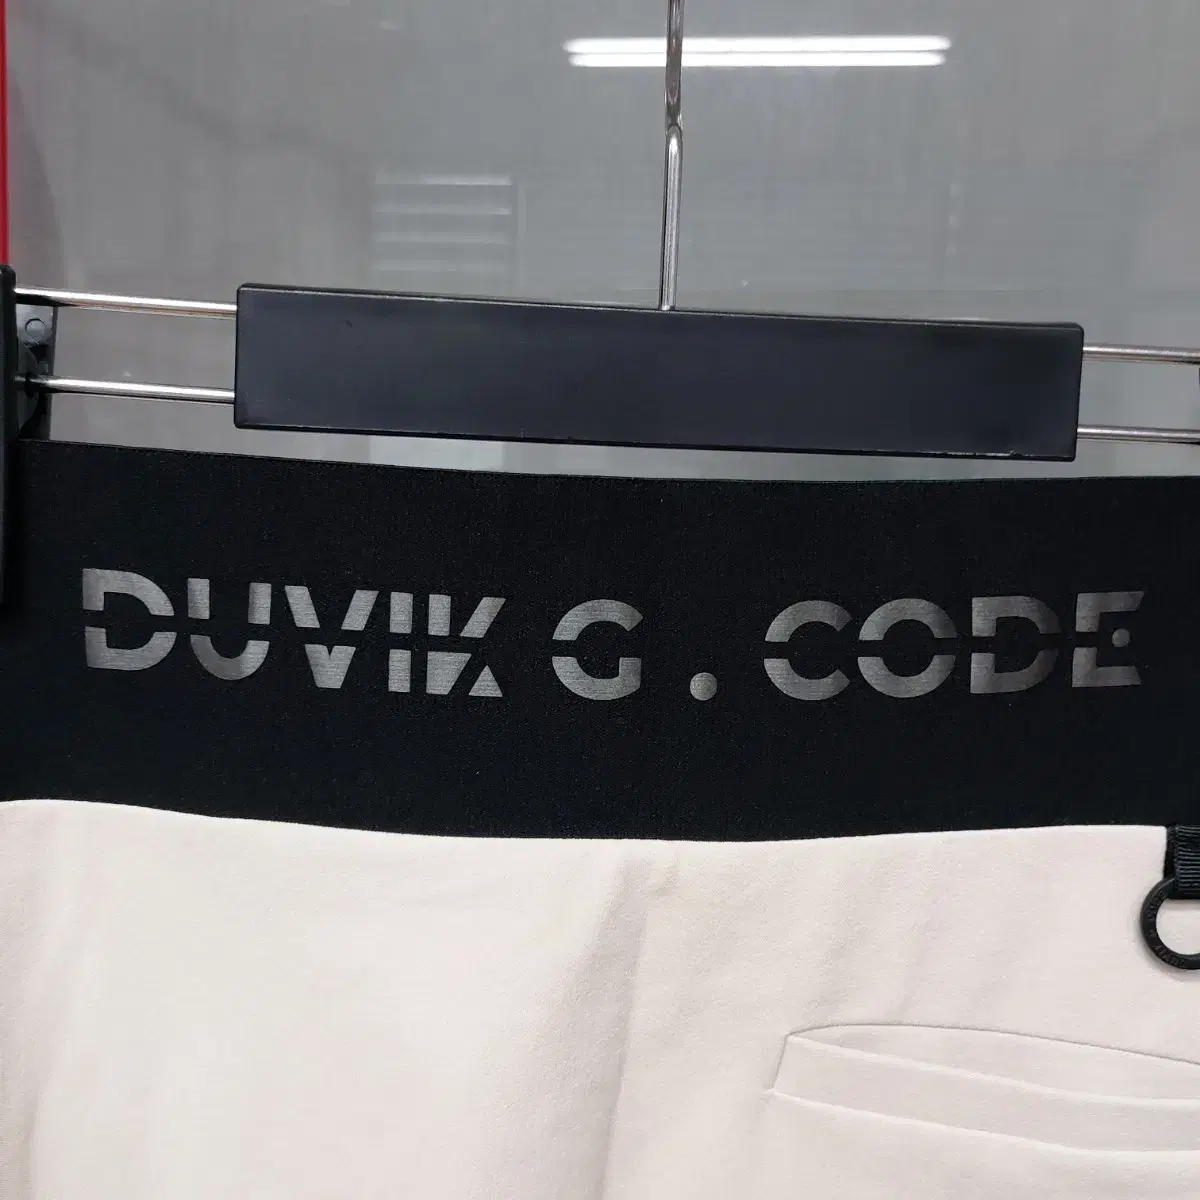 DUVIK G . CODE